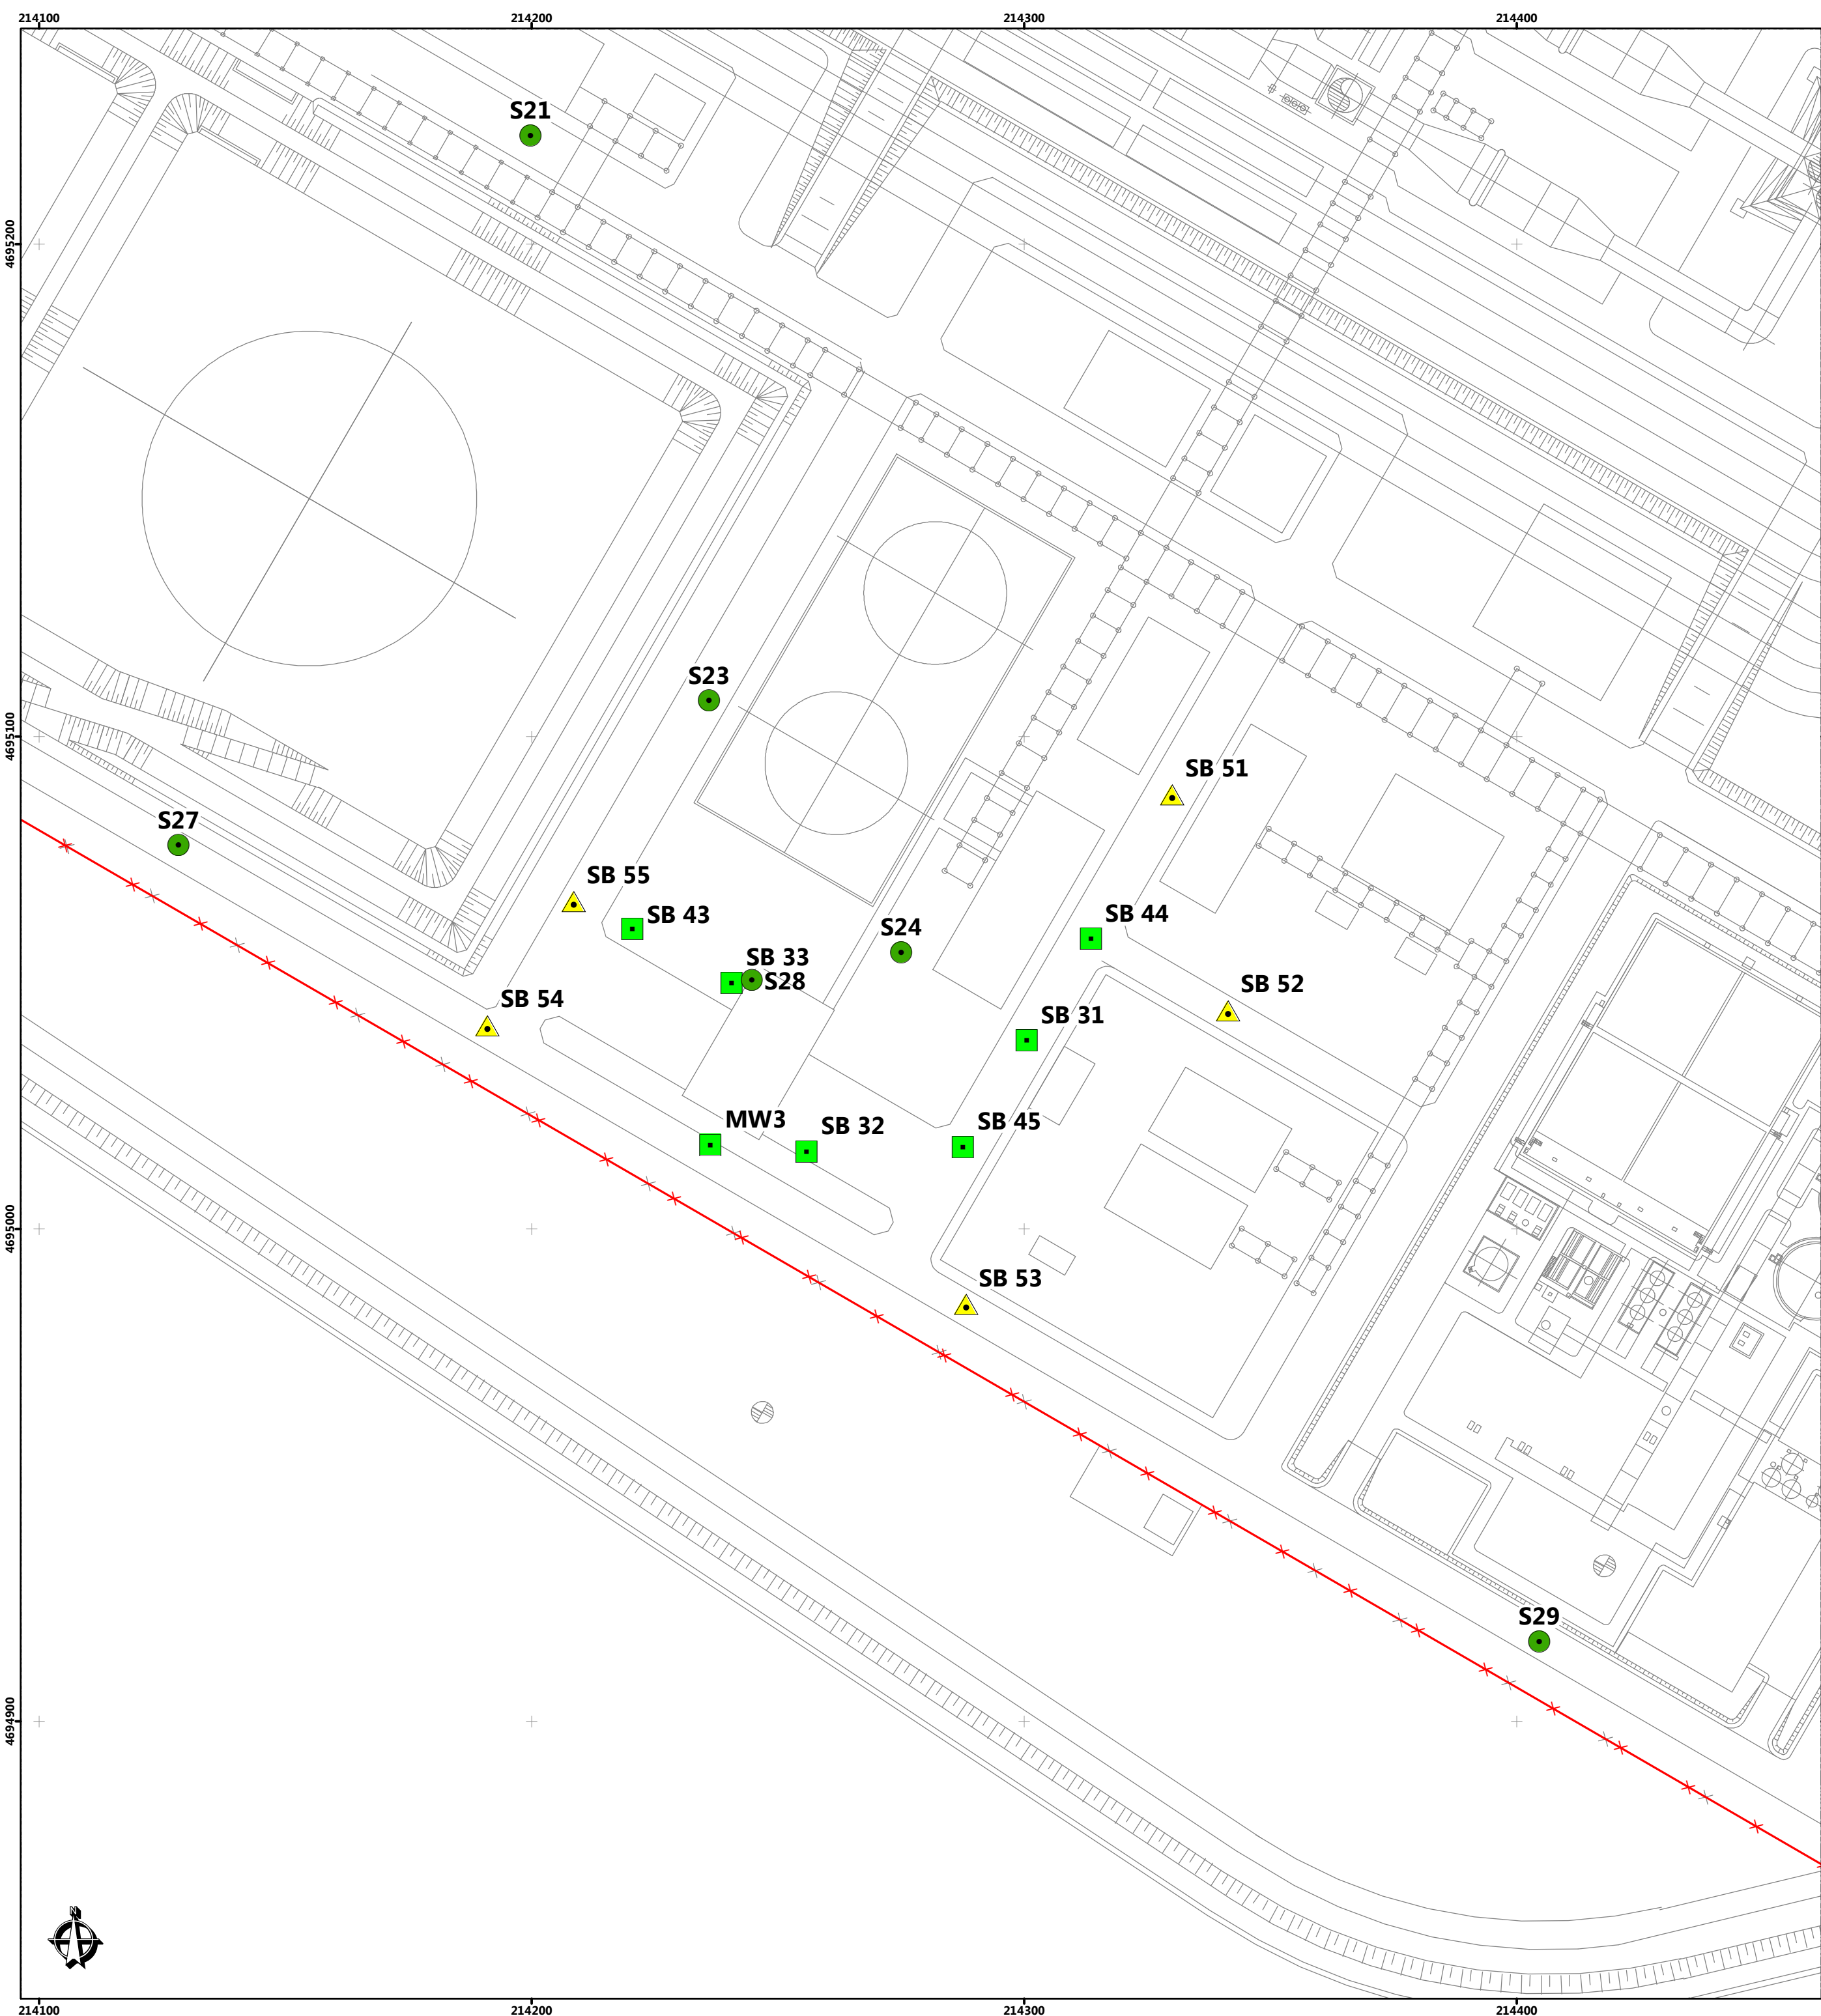 214100 214200 214300 214400
S21
4695200
S23
4695100
SB 51
S27
SB 55
SB 43
SB 44
S24
SB 33
S28
SB 52
SB 54
SB 31
MW3
SB 32
SB 45
4695000
SB 53
S29
4694900
N
214100 214200 214300 214400